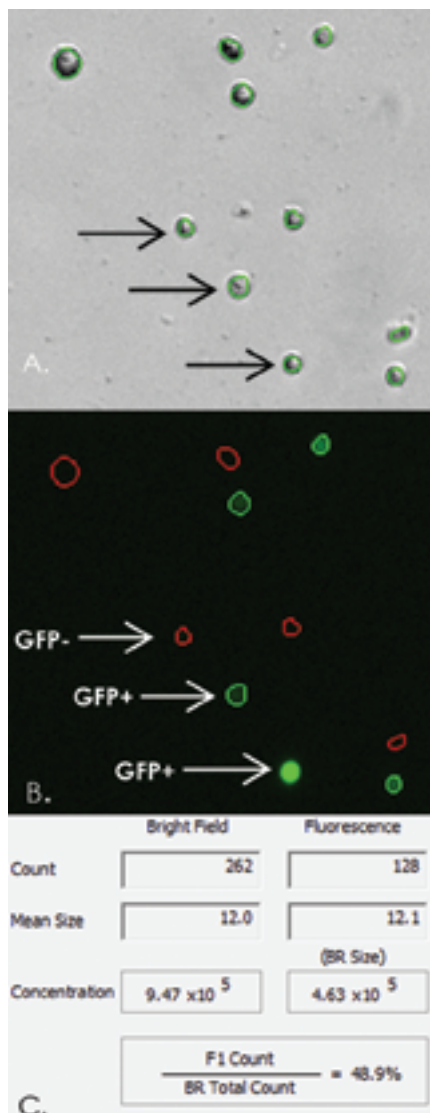 A.
GFP-
GFP+
GFP+
B.
Bright Field Fluorescence
Count 262 128
Mean Size 12.0 12.1
(BR Size)
Concentration 9.47 x10 5 4.63 x10 5
F1 Count
= 48.9%
BR Total Count
C.